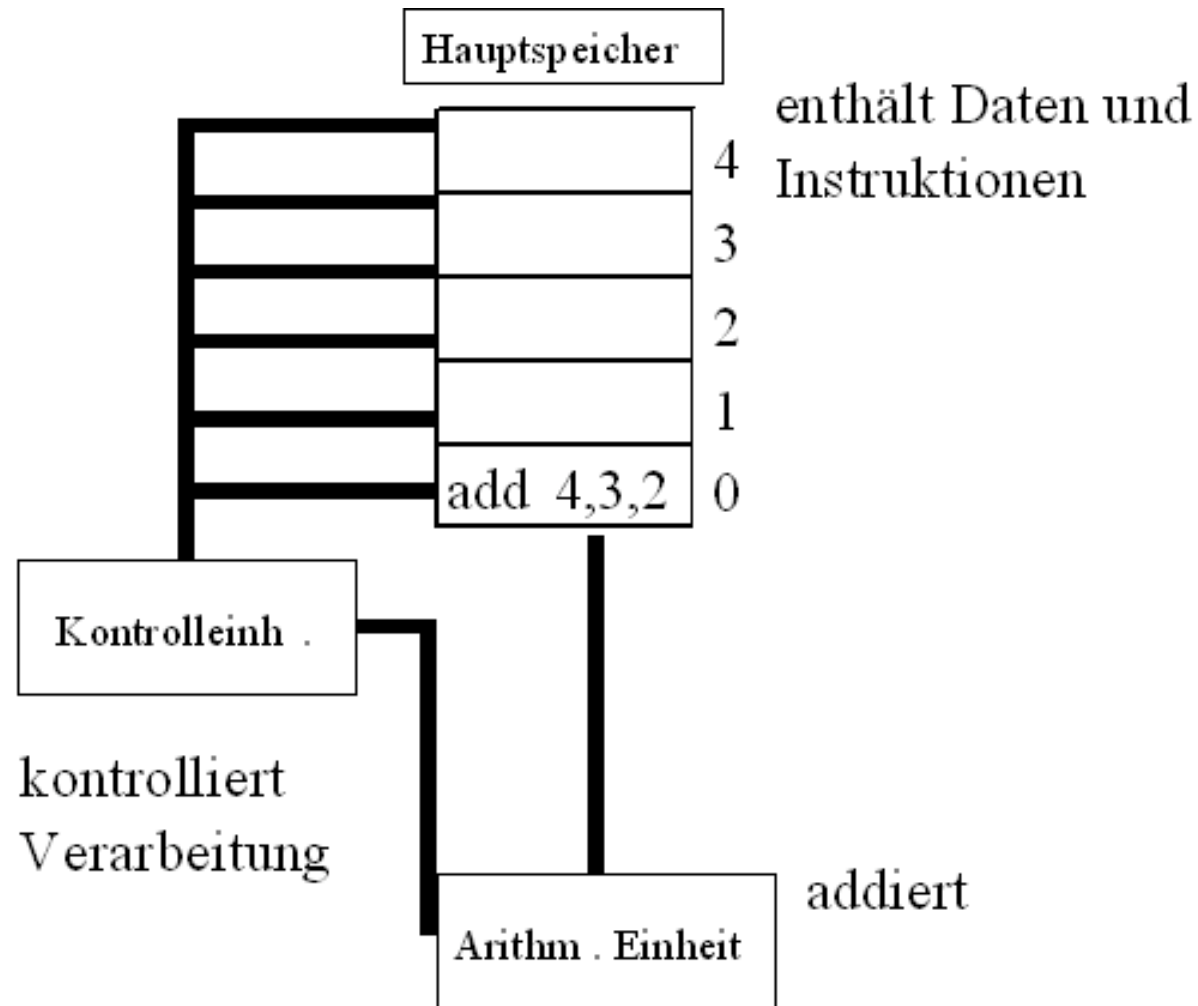 Hauptspeicher
enthält Daten und
Instruktionen
4
3
2
1
add 4,3,2
0
Kontrolleinh .
kontrolliert
Verarbeitung
addiert
Arithm . Einheit